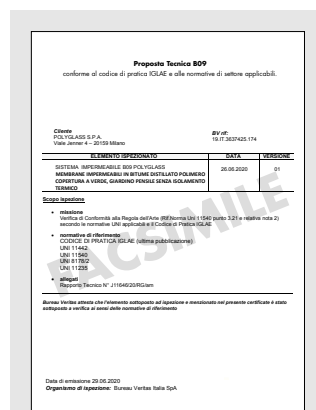 Proposta Tecnica B09
conforme al codice di pratica IGLAE e alle normative di settore applicabili.
Cliente
POLYGLASS S.P.A.
Viale Jenner 4 – 20159 Milano
BV rif:
19.IT.3637425.174
ELEMENTO ISPEZIONATO DATA VERSIONE
SISTEMA IMPERMEABILE B09 POLYGLASS 26.06.2020 01
MEMBRANE IMPERMEABILI IN BITUME DISTILLATO POLIMERO
COPERTURA A VERDE, GIARDINO PENSILE SENZA ISOLAMENTO
TERMICO
Scopo ispezione
• missione
Verifica di Conformità alla Regola dell'Arte (Rif Norma Uni 11540 punto 3.21 e relativa nota 2)
secondo le normative UNI applicabili e il Codice di Pratica IGLAE
• normative di riferimento
CODICE DI PRATICA IGLAE (ultima pubblicazione)
UNI 11442
UNI 11540
UNI 8178/2
UNI 11235
• allegati
Rapporto Tecnico N° J11646/20/RG/am
Bureau Veritas attesta che l'elemento sottoposto ad ispezione e menzionato nel presente certificate è stato
sottoposto a verifica ai sensi delle normative di riferimento
FACSIMILE
Data di emissione 29.06.2020
Organismo di ispezione: Bureau Veritas Italia SpA